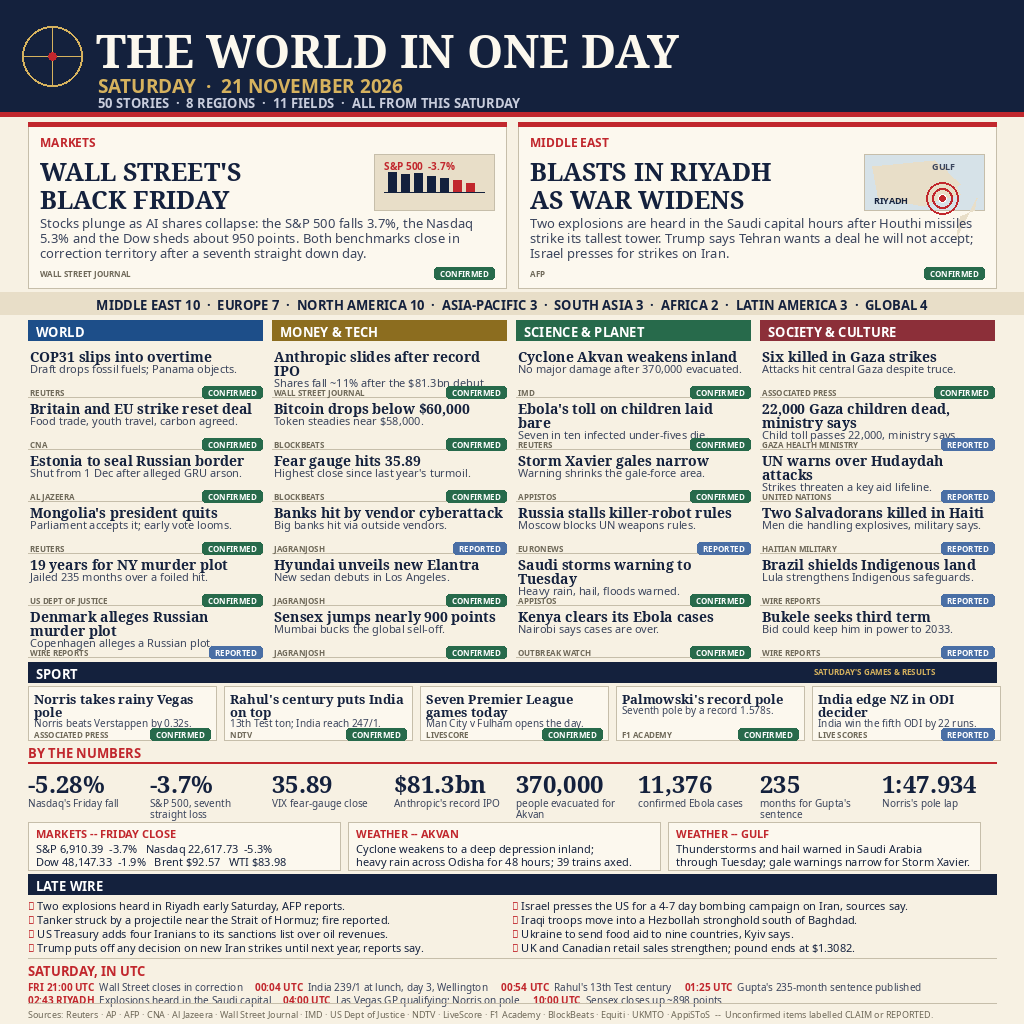 THE WORLD IN ONE DAY
SATURDAY · 21 NOVEMBER 2026
50 STORIES · 8 REGIONS · 11 FIELDS · ALL FROM THIS SATURDAY
MARKETS
WALL STREET'S
BLACK FRIDAY
S&P 500 -3.7%
Stocks plunge as AI shares collapse: the S&P 500 falls 3.7%, the Nasdaq
5.3% and the Dow sheds about 950 points. Both benchmarks close in
correction territory after a seventh straight down day.
WALL STREET JOURNAL
CONFIRMED
MIDDLE EAST
BLASTS IN RIYADH
AS WAR WIDENS
GULF
RIYADH
Two explosions are heard in the Saudi capital hours after Houthi missiles
strike its tallest tower. Trump says Tehran wants a deal he will not accept;
Israel presses for strikes on Iran.
AFP
CONFIRMED
MIDDLE EAST 10 · EUROPE 7 · NORTH AMERICA 10 · ASIA-PACIFIC 3 · SOUTH ASIA 3 · AFRICA 2 · LATIN AMERICA 3 · GLOBAL 4
WORLD
COP31 slips into overtime
Draft drops fossil fuels; Panama objects.
REUTERS
CONFIRMED
Britain and EU strike reset deal
Food trade, youth travel, carbon agreed.
CNA
CONFIRMED
Estonia to seal Russian border
Shut from 1 Dec after alleged GRU arson.
AL JAZEERA
CONFIRMED
Mongolia's president quits
Parliament accepts it; early vote looms.
REUTERS
CONFIRMED
19 years for NY murder plot
Jailed 235 months over a foiled hit.
US DEPT OF JUSTICE
CONFIRMED
Denmark alleges Russian
murder plot
Copenhagen alleges a Russian plot.
WIRE REPORTS
REPORTED
MONEY & TECH
Anthropic slides after record
IPO
Shares fall ~11% after the $81.3bn debut.
WALL STREET JOURNAL
CONFIRMED
Bitcoin drops below $60,000
Token steadies near $58,000.
BLOCKBEATS
CONFIRMED
Fear gauge hits 35.89
Highest close since last year's turmoil.
BLOCKBEATS
CONFIRMED
Banks hit by vendor cyberattack
Big banks hit via outside vendors.
JAGRANJOSH
REPORTED
Hyundai unveils new Elantra
New sedan debuts in Los Angeles.
JAGRANJOSH
CONFIRMED
Sensex jumps nearly 900 points
Mumbai bucks the global sell-off.
JAGRANJOSH
CONFIRMED
SCIENCE & PLANET
Cyclone Akvan weakens inland
No major damage after 370,000 evacuated.
IMD
CONFIRMED
Ebola's toll on children laid
bare
Seven in ten infected under-fives die.
REUTERS
CONFIRMED
Storm Xavier gales narrow
Warning shrinks the gale-force area.
APPISTOS
CONFIRMED
Russia stalls killer-robot rules
Moscow blocks UN weapons rules.
EURONEWS
REPORTED
Saudi storms warning to
Tuesday
Heavy rain, hail, floods warned.
APPISTOS
CONFIRMED
Kenya clears its Ebola cases
Nairobi says cases are over.
OUTBREAK WATCH
CONFIRMED
SOCIETY & CULTURE
Six killed in Gaza strikes
Attacks hit central Gaza despite truce.
ASSOCIATED PRESS
CONFIRMED
22,000 Gaza children dead,
ministry says
Child toll passes 22,000, ministry says.
GAZA HEALTH MINISTRY
REPORTED
UN warns over Hudaydah
attacks
Strikes threaten a key aid lifeline.
UNITED NATIONS
REPORTED
Two Salvadorans killed in Haiti
Men die handling explosives, military says.
HAITIAN MILITARY
REPORTED
Brazil shields Indigenous land
Lula strengthens Indigenous safeguards.
WIRE REPORTS
REPORTED
Bukele seeks third term
Bid could keep him in power to 2033.
WIRE REPORTS
REPORTED
SPORT
SATURDAY'S GAMES & RESULTS
Norris takes rainy Vegas
pole
Norris beats Verstappen by 0.32s.
ASSOCIATED PRESS
CONFIRMED
Rahul's century puts India
on top
13th Test ton; India reach 247/1.
NDTV
CONFIRMED
Seven Premier League
games today
Man City v Fulham opens the day.
LIVESCORE
CONFIRMED
Palmowski's record pole
Seventh pole by a record 1.578s.
F1 ACADEMY
CONFIRMED
India edge NZ in ODI
decider
India win the fifth ODI by 22 runs.
LIVE SCORES
REPORTED
BY THE NUMBERS
-5.28%
Nasdaq's Friday fall
-3.7%
S&P 500, seventh
straight loss
35.89
VIX fear-gauge close
$81.3bn
Anthropic's record IPO
370,000
people evacuated for
Akvan
11,376
confirmed Ebola cases
235
months for Gupta's
sentence
1:47.934
Norris's pole lap
MARKETS -- FRIDAY CLOSE
S&P 6,910.39 -3.7% Nasdaq 22,617.73 -5.3%
Dow 48,147.33 -1.9% Brent $92.57 WTI $83.98
WEATHER -- AKVAN
Cyclone weakens to a deep depression inland;
heavy rain across Odisha for 48 hours; 39 trains axed.
WEATHER -- GULF
Thunderstorms and hail warned in Saudi Arabia
through Tuesday; gale warnings narrow for Storm Xavier.
LATE WIRE
Two explosions heard in Riyadh early Saturday, AFP reports.
Tanker struck by a projectile near the Strait of Hormuz; fire reported.
US Treasury adds four Iranians to its sanctions list over oil revenues.
Trump puts off any decision on new Iran strikes until next year, reports say.
Israel presses the US for a 4-7 day bombing campaign on Iran, sources say.
Iraqi troops move into a Hezbollah stronghold south of Baghdad.
Ukraine to send food aid to nine countries, Kyiv says.
UK and Canadian retail sales strengthen; pound ends at $1.3082.
SATURDAY, IN UTC
FRI 21:00 UTC Wall Street closes in correction 00:04 UTC India 239/1 at lunch, day 3, Wellington 00:54 UTC Rahul's 13th Test century 01:25 UTC Gupta's 235-month sentence published
02:43 RIYADH Explosions heard in the Saudi capital 04:00 UTC Las Vegas GP qualifying: Norris on pole 10:00 UTC Sensex closes up ~898 points
Sources: Reuters · AP · AFP · CNA · Al Jazeera · Wall Street Journal · IMD · US Dept of Justice · NDTV · LiveScore · F1 Academy · BlockBeats · Equiti · UKMTO · AppiSToS -- Unconfirmed items labelled CLAIM or REPORTED.